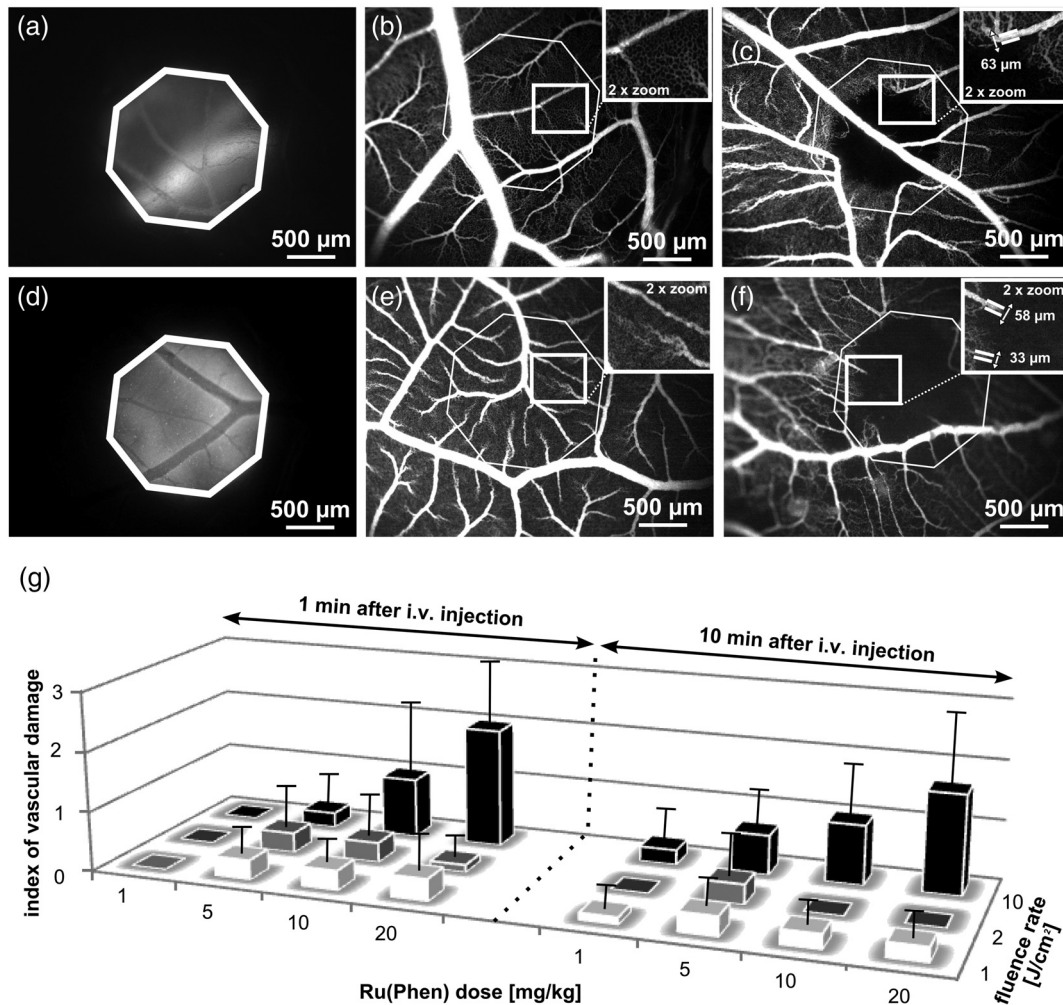 (a)
500 µm
(b)
2 x zoom
500 µm
(c)
63 µm
2 x zoom
500 µm
(d)
500 µm
(e)
2 x zoom
500 µm
(f)
2 x zoom
58 µm
33 µm
500 µm
(g)
1 min after i.v. injection
10 min after i.v. injection
index of vascular damage
3
2
1
0
1
5
10
20
1
5
10
20
Ru(Phen) dose [mg/kg]
10
2
1
fluence rate
[J/cm²]